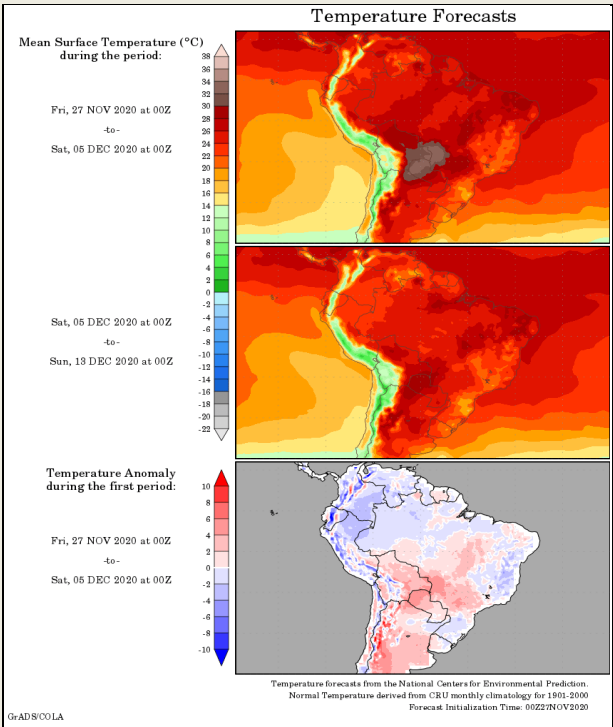 Temperature Forecasts
Mean Surface Temperature (°C)
during the period:
Fri, 27 NOV 2020 at 00Z
-to-
Sat, 05 DEC 2020 at 00Z
38
36
34
32
30
28
26
24
22
20
18
16
14
12
10
8
6
4
2
0
-2
-4
-6
-8
-10
-12
-14
-16
-18
-20
-22
Sat, 05 DEC 2020 at 00Z
-to-
Sun, 13 DEC 2020 at 00Z
Temperature Anomaly
during the first period:
Fri, 27 NOV 2020 at 00Z
-to-
Sat, 05 DEC 2020 at 00Z
10
8
6
4
2
0
-2
-4
-6
-8
-10
Temperature forecasts from the National Centers for Environmental Prediction.
Normal Temperature derived from CRU monthly climatology for 1901-2000
Forecast Initialization Time: 00Z27NOV2020
GrADS/COLA